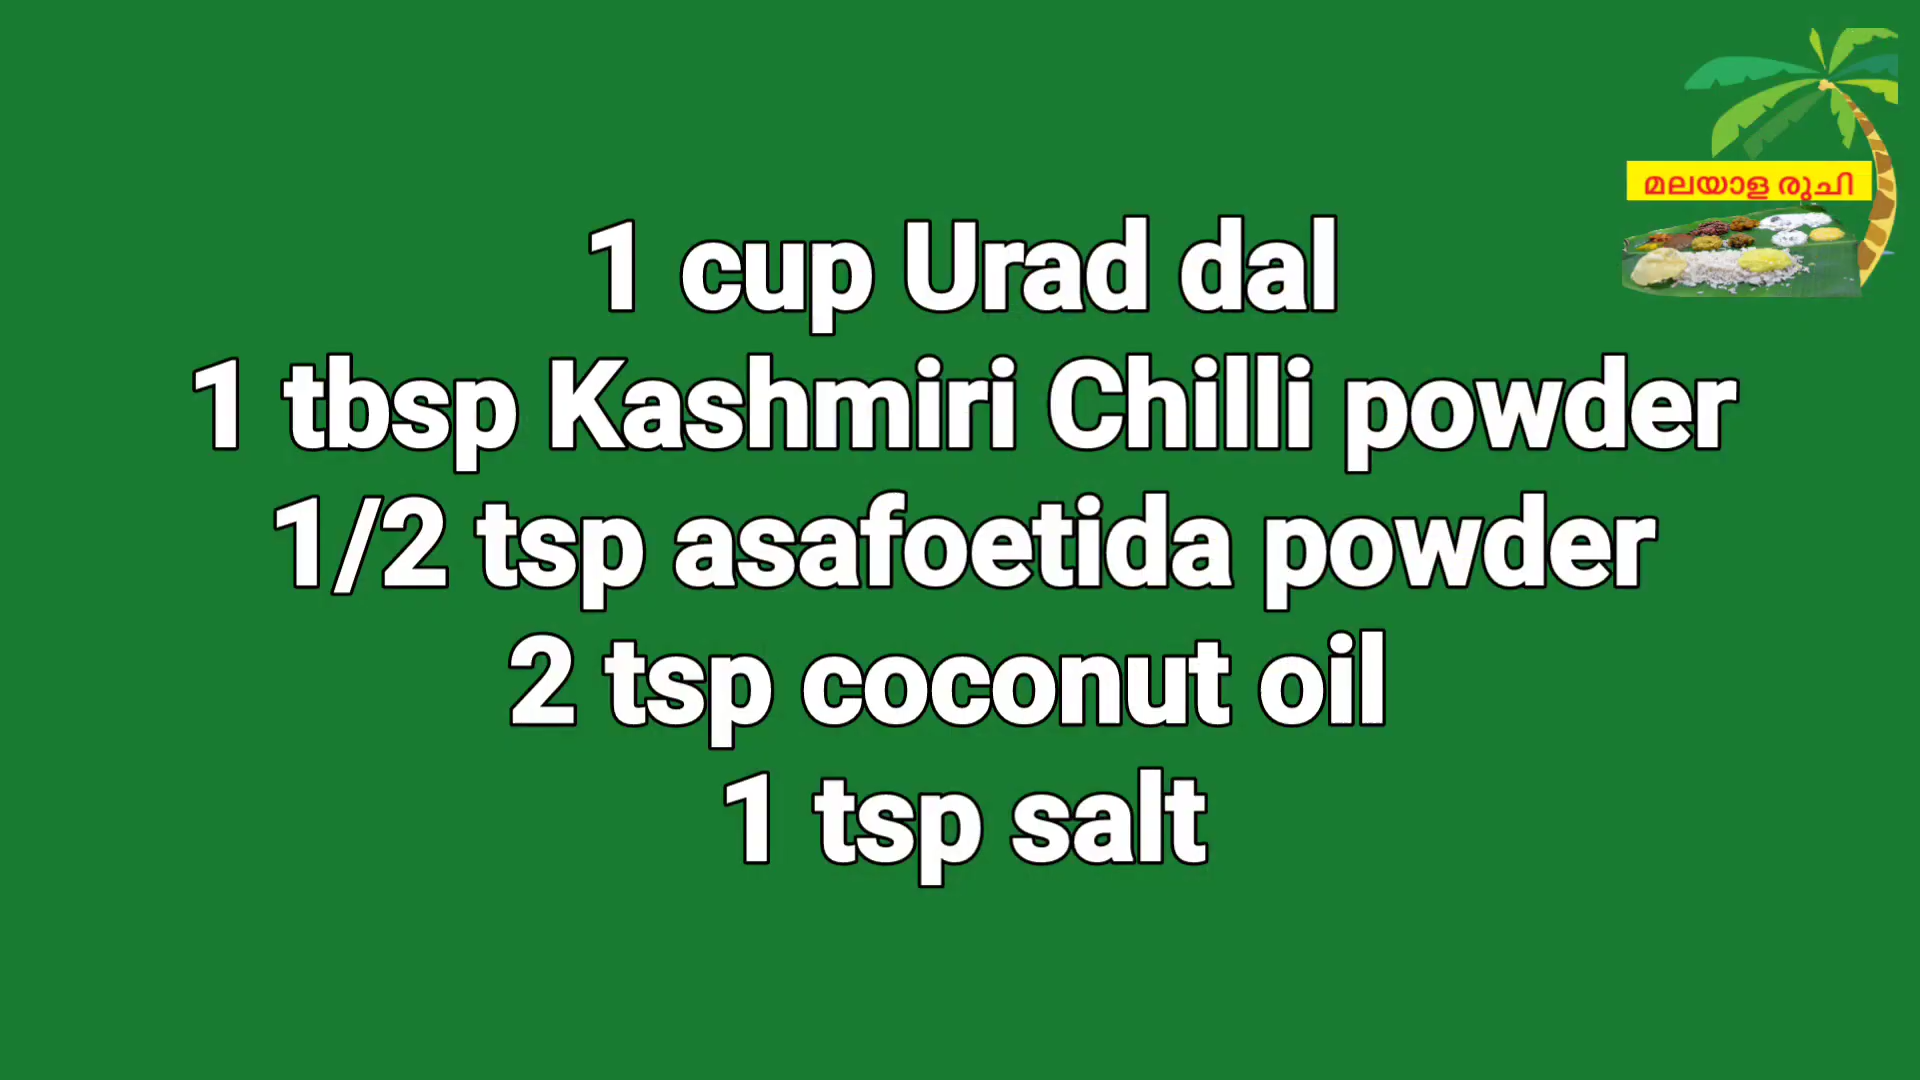 മലയാള രുചി
1 cup Urad dal
1 tbsp Kashmiri Chilli powder
1/2 tsp asafoetida powder
2 tsp coconut oil
1 tsp salt